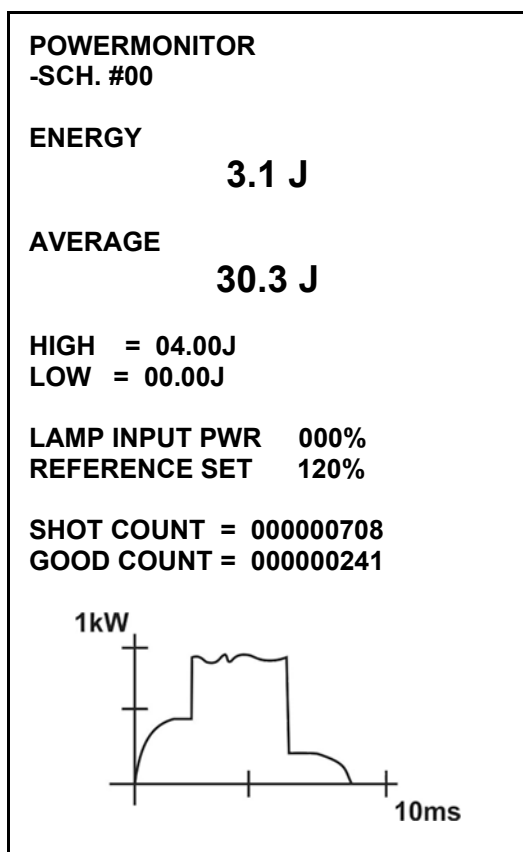 POWERMONITOR
-SCH. #00
ENERGY
3.1 J
AVERAGE
30.3 J
HIGH = 04.00J
LOW = 00.00J
LAMP INPUT PWR 000%
REFERENCE SET 120%
SHOT COUNT = 000000708
GOOD COUNT = 000000241
1kW
10ms